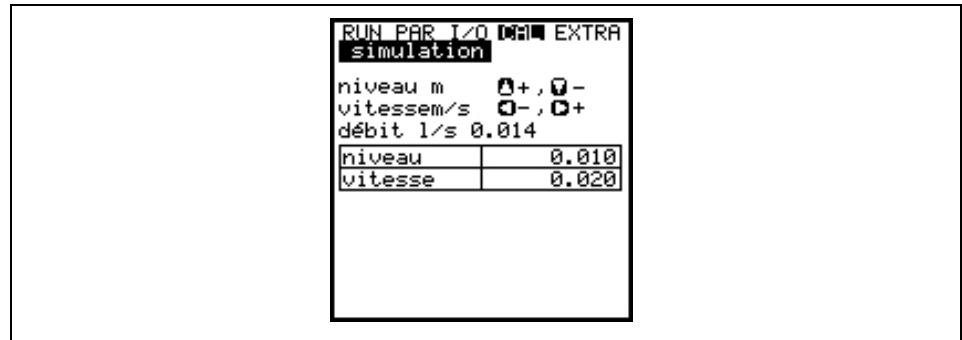 RUN PAR I/O CAL EXTRA
simulation
niveau m +, -
vitessem/s -, +
débit l/s 0.014
niveau 0.010
vitesse 0.020